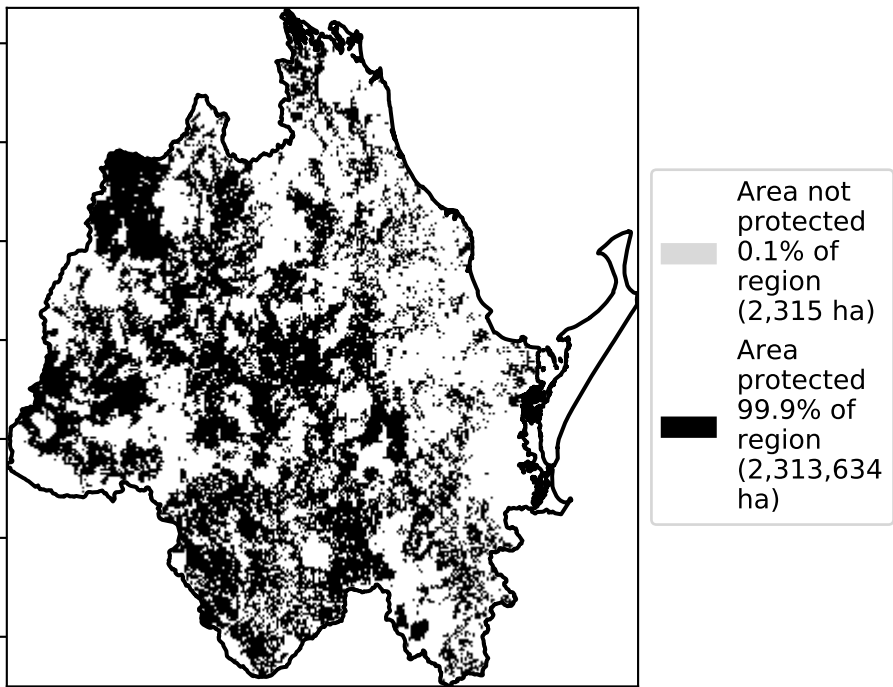 Area not
protected
0.1% of
region
(2,315 ha)
Area
protected
99.9% of
region
(2,313,634
ha)